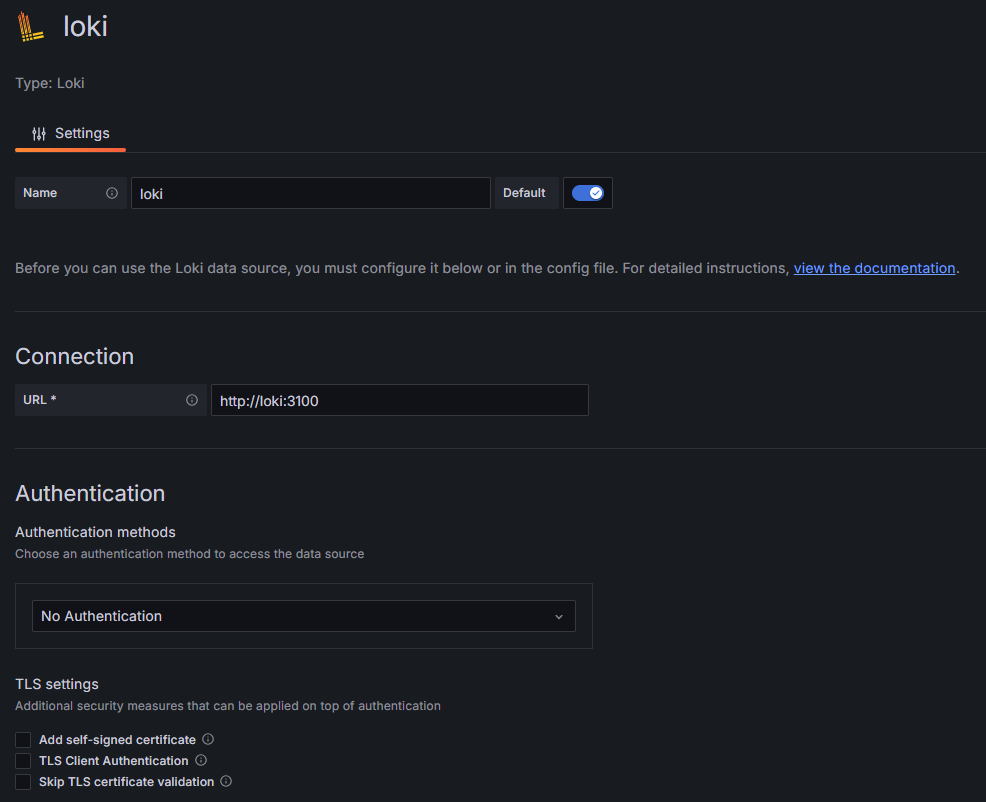 loki
Type: Loki
Settings
Name loki Default
Before you can use the Loki data source, you must configure it below or in the config file. For detailed instructions, view the documentation.
Connection
URL * http://loki:3100
Authentication
Authentication methods
Choose an authentication method to access the data source
No Authentication
TLS settings
Additional security measures that can be applied on top of authentication
Add self-signed certificate
TLS Client Authentication
Skip TLS certificate validation